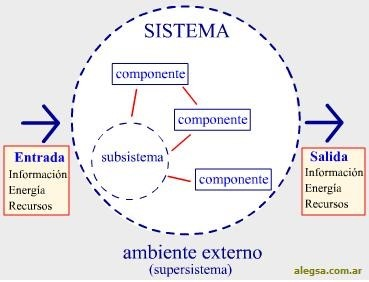 SISTEMA
componente
componente
subsistema
componente
Entrada
Información
Energía
Recursos
Salida
Información
Energía
Recursos
ambiente externo
(supersistema)
alegsa.com.ar